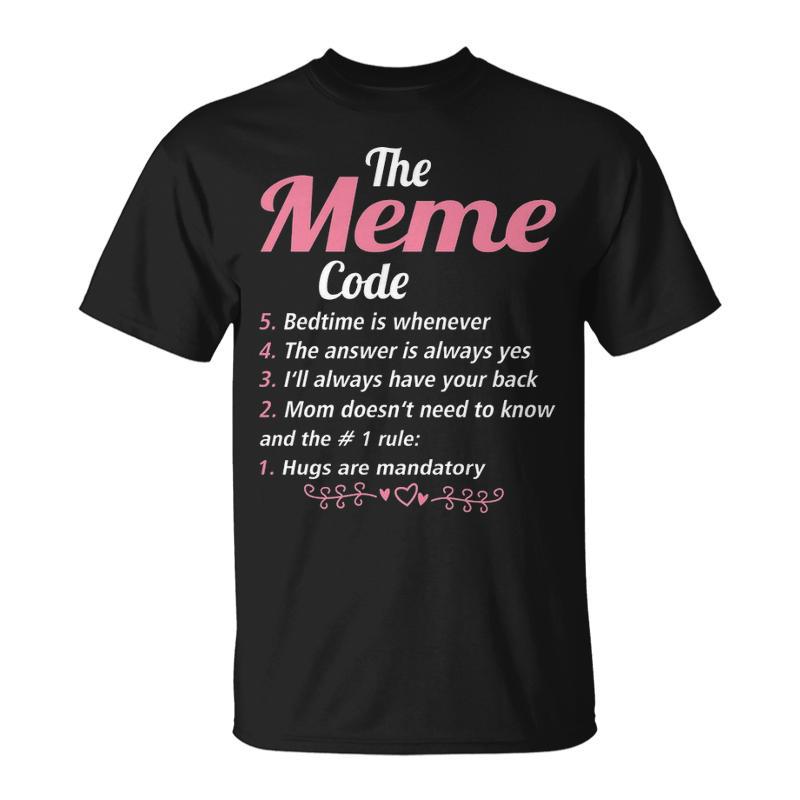 The
Meme
Code
5. Bedtime is whenever
4. The answer is always yes
3. I'll always have your back
2. Mom doesn't need to know
and the # 1 rule:
1. Hugs are mandatory